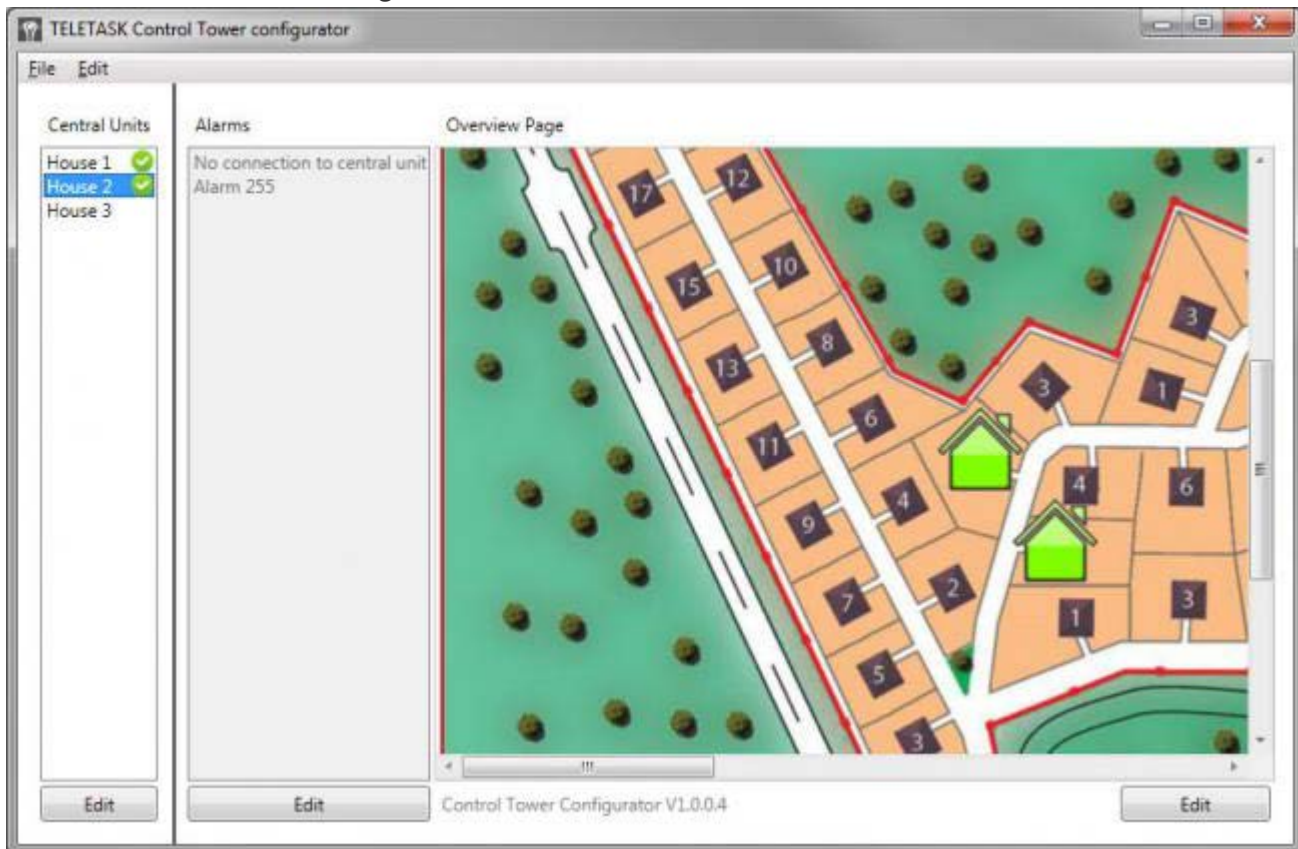 TELETASK Control Tower configurator
File Edit
Central Units
House 1
House 2
House 3
Edit
Alarms
No connection to central unit
Alarm 255
Edit
Overview Page
17
12
15
10
13
8
3
3
1
11
6
9
4
4
6
7
2
1
3
5
3
Control Tower Configurator V1.0.0.4
Edit